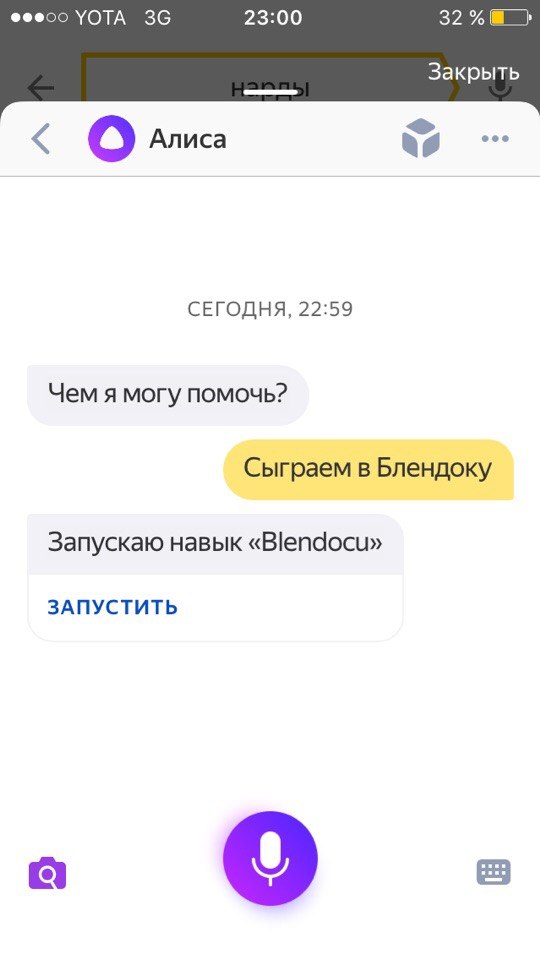 YOTA 3G 23:00 32 %
нарды
Закрыть
Алиса
СЕГОДНЯ, 22:59
Чем я могу помочь?
Сыграем в Блендоку
Запускаю навык «Blendocu»
ЗАПУСТИТЬ